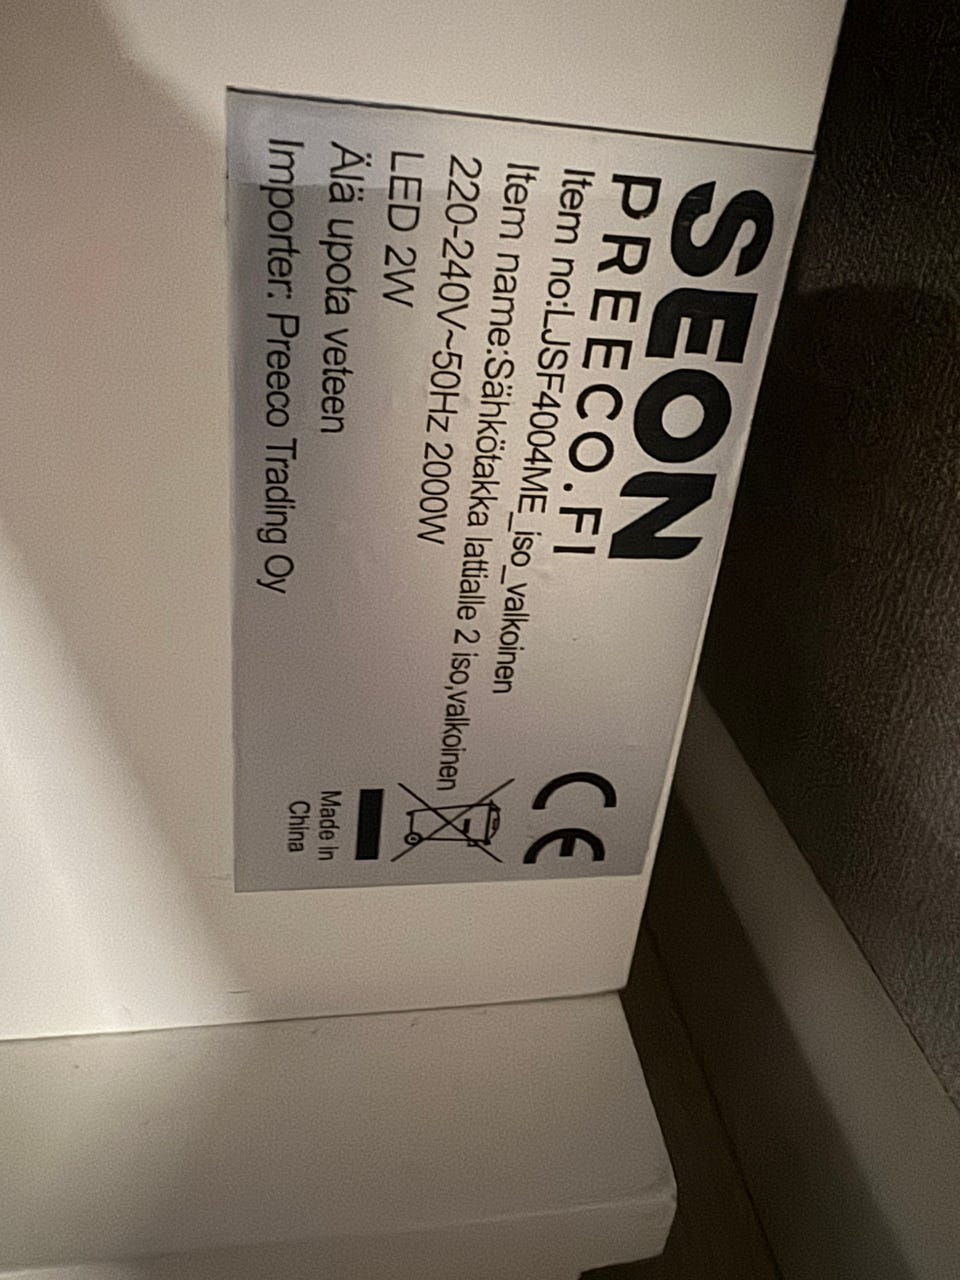 SEON
PREECO.FI
Item no:LJSF4004ME_iso_valkoinen
Item name:Sähkötakka lattialle 2 iso,valkoinen
220-240V~50Hz 2000W
LED 2W
Älä upota veteen
Importer: Preeco Trading Oy
CE
Made in
China